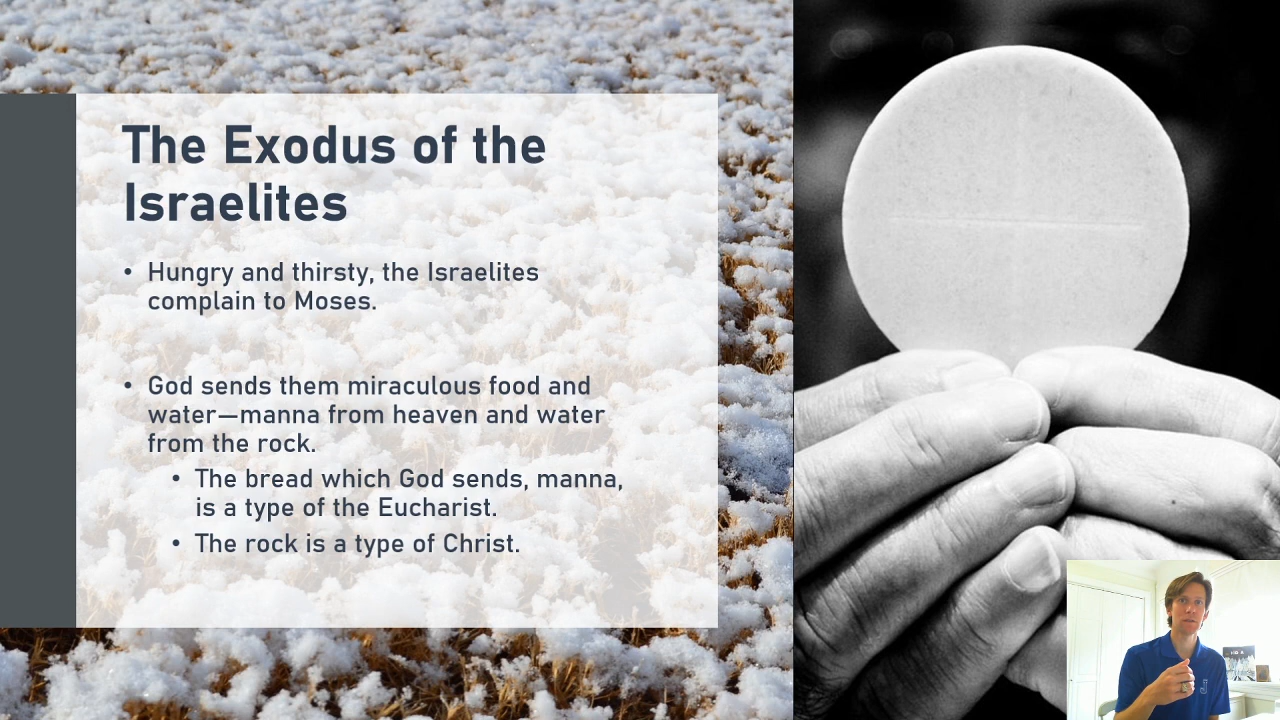 The Exodus of the
Israelites
• Hungry and thirsty, the Israelites
complain to Moses.
• God sends them miraculous food and
water—manna from heaven and water
from the rock.
• The bread which God sends, manna,
is a type of the Eucharist.
• The rock is a type of Christ.